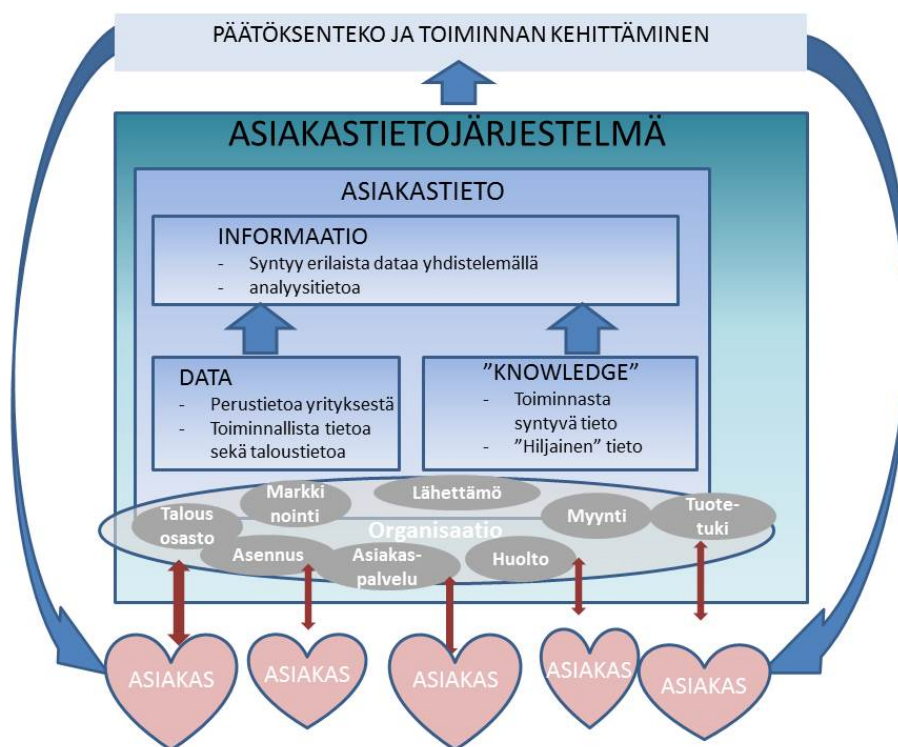 PÄÄTÖKSENTEKO JA TOIMINNAN KEHITTÄMINEN
ASIAKASTIETOJÄRJESTELMÄ
ASIAKASTIETO
INFORMAATIO
- Syntyy erilaista dataa yhdistelemällä
- analyysitietoa
DATA
- Perustietoa yrityksestä
- Toiminnallista tietoa
sekä taloustietoa
"KNOWLEDGE"
- Toiminnasta
syntyvä tieto
- "Hiljainen" tieto
Talous
osasto
Markki
nointi
Lähettämö
Myynti
Tuote-
tuki
Organisaatio
Asennus
Asiakas-
palvelu
Huolto
ASIAKAS
ASIAKAS
ASIAKAS
ASIAKAS
ASIAKAS